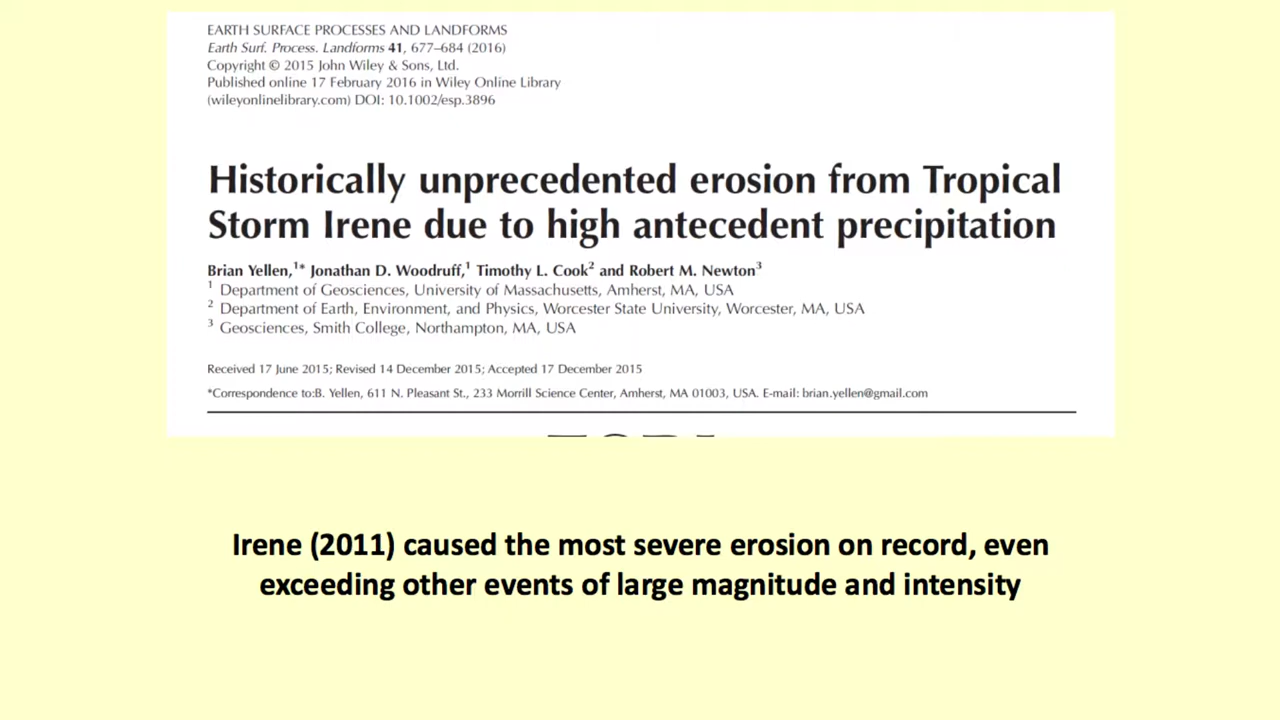 EARTH SURFACE PROCESSES AND LANDFORMS
Earth Surf. Process. Landforms 41, 677–684 (2016)
Copyright © 2015 John Wiley & Sons, Ltd.
Published online 17 February 2016 in Wiley Online Library
(wileyonlinelibrary.com) DOI: 10.1002/esp.3896
Historically unprecedented erosion from Tropical
Storm Irene due to high antecedent precipitation
Brian Yellen,1* Jonathan D. Woodruff,1 Timothy L. Cook2 and Robert M. Newton3
1 Department of Geosciences, University of Massachusetts, Amherst, MA, USA
2 Department of Earth, Environment, and Physics, Worcester State University, Worcester, MA, USA
3 Geosciences, Smith College, Northampton, MA, USA
Received 17 June 2015; Revised 14 December 2015; Accepted 17 December 2015
*Correspondence to:B. Yellen, 611 N. Pleasant St., 233 Morrill Science Center, Amherst, MA 01003, USA. E-mail: brian.yellen@gmail.com
Irene (2011) caused the most severe erosion on record, even
exceeding other events of large magnitude and intensity